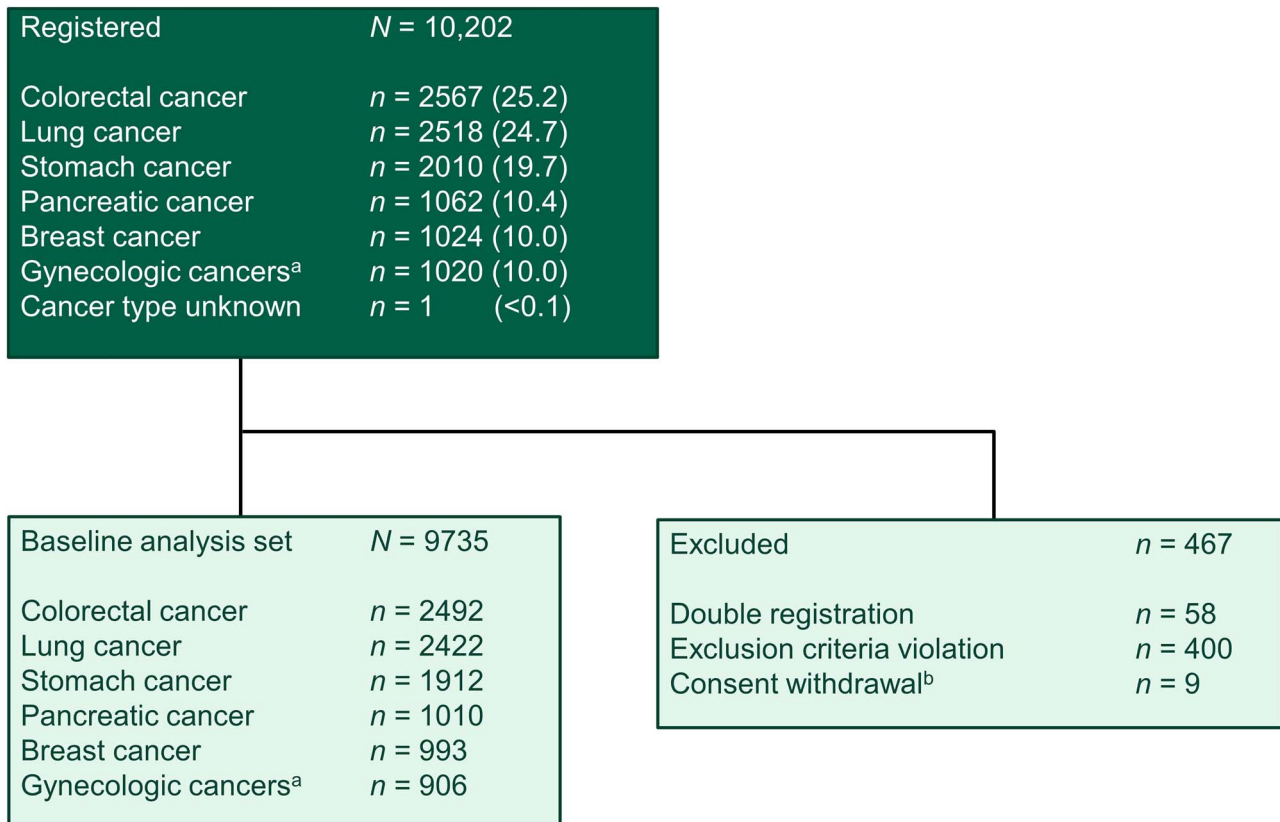 Registered N = 10,202
Colorectal cancer n = 2567 (25.2)
Lung cancer n = 2518 (24.7)
Stomach cancer n = 2010 (19.7)
Pancreatic cancer n = 1062 (10.4)
Breast cancer n = 1024 (10.0)
Gynecologic cancersᵃ n = 1020 (10.0)
Cancer type unknown n = 1 (<0.1)
Baseline analysis set N = 9735
Colorectal cancer n = 2492
Lung cancer n = 2422
Stomach cancer n = 1912
Pancreatic cancer n = 1010
Breast cancer n = 993
Gynecologic cancersᵃ n = 906
Excluded n = 467
Double registration n = 58
Exclusion criteria violation n = 400
Consent withdrawalᵇ n = 9